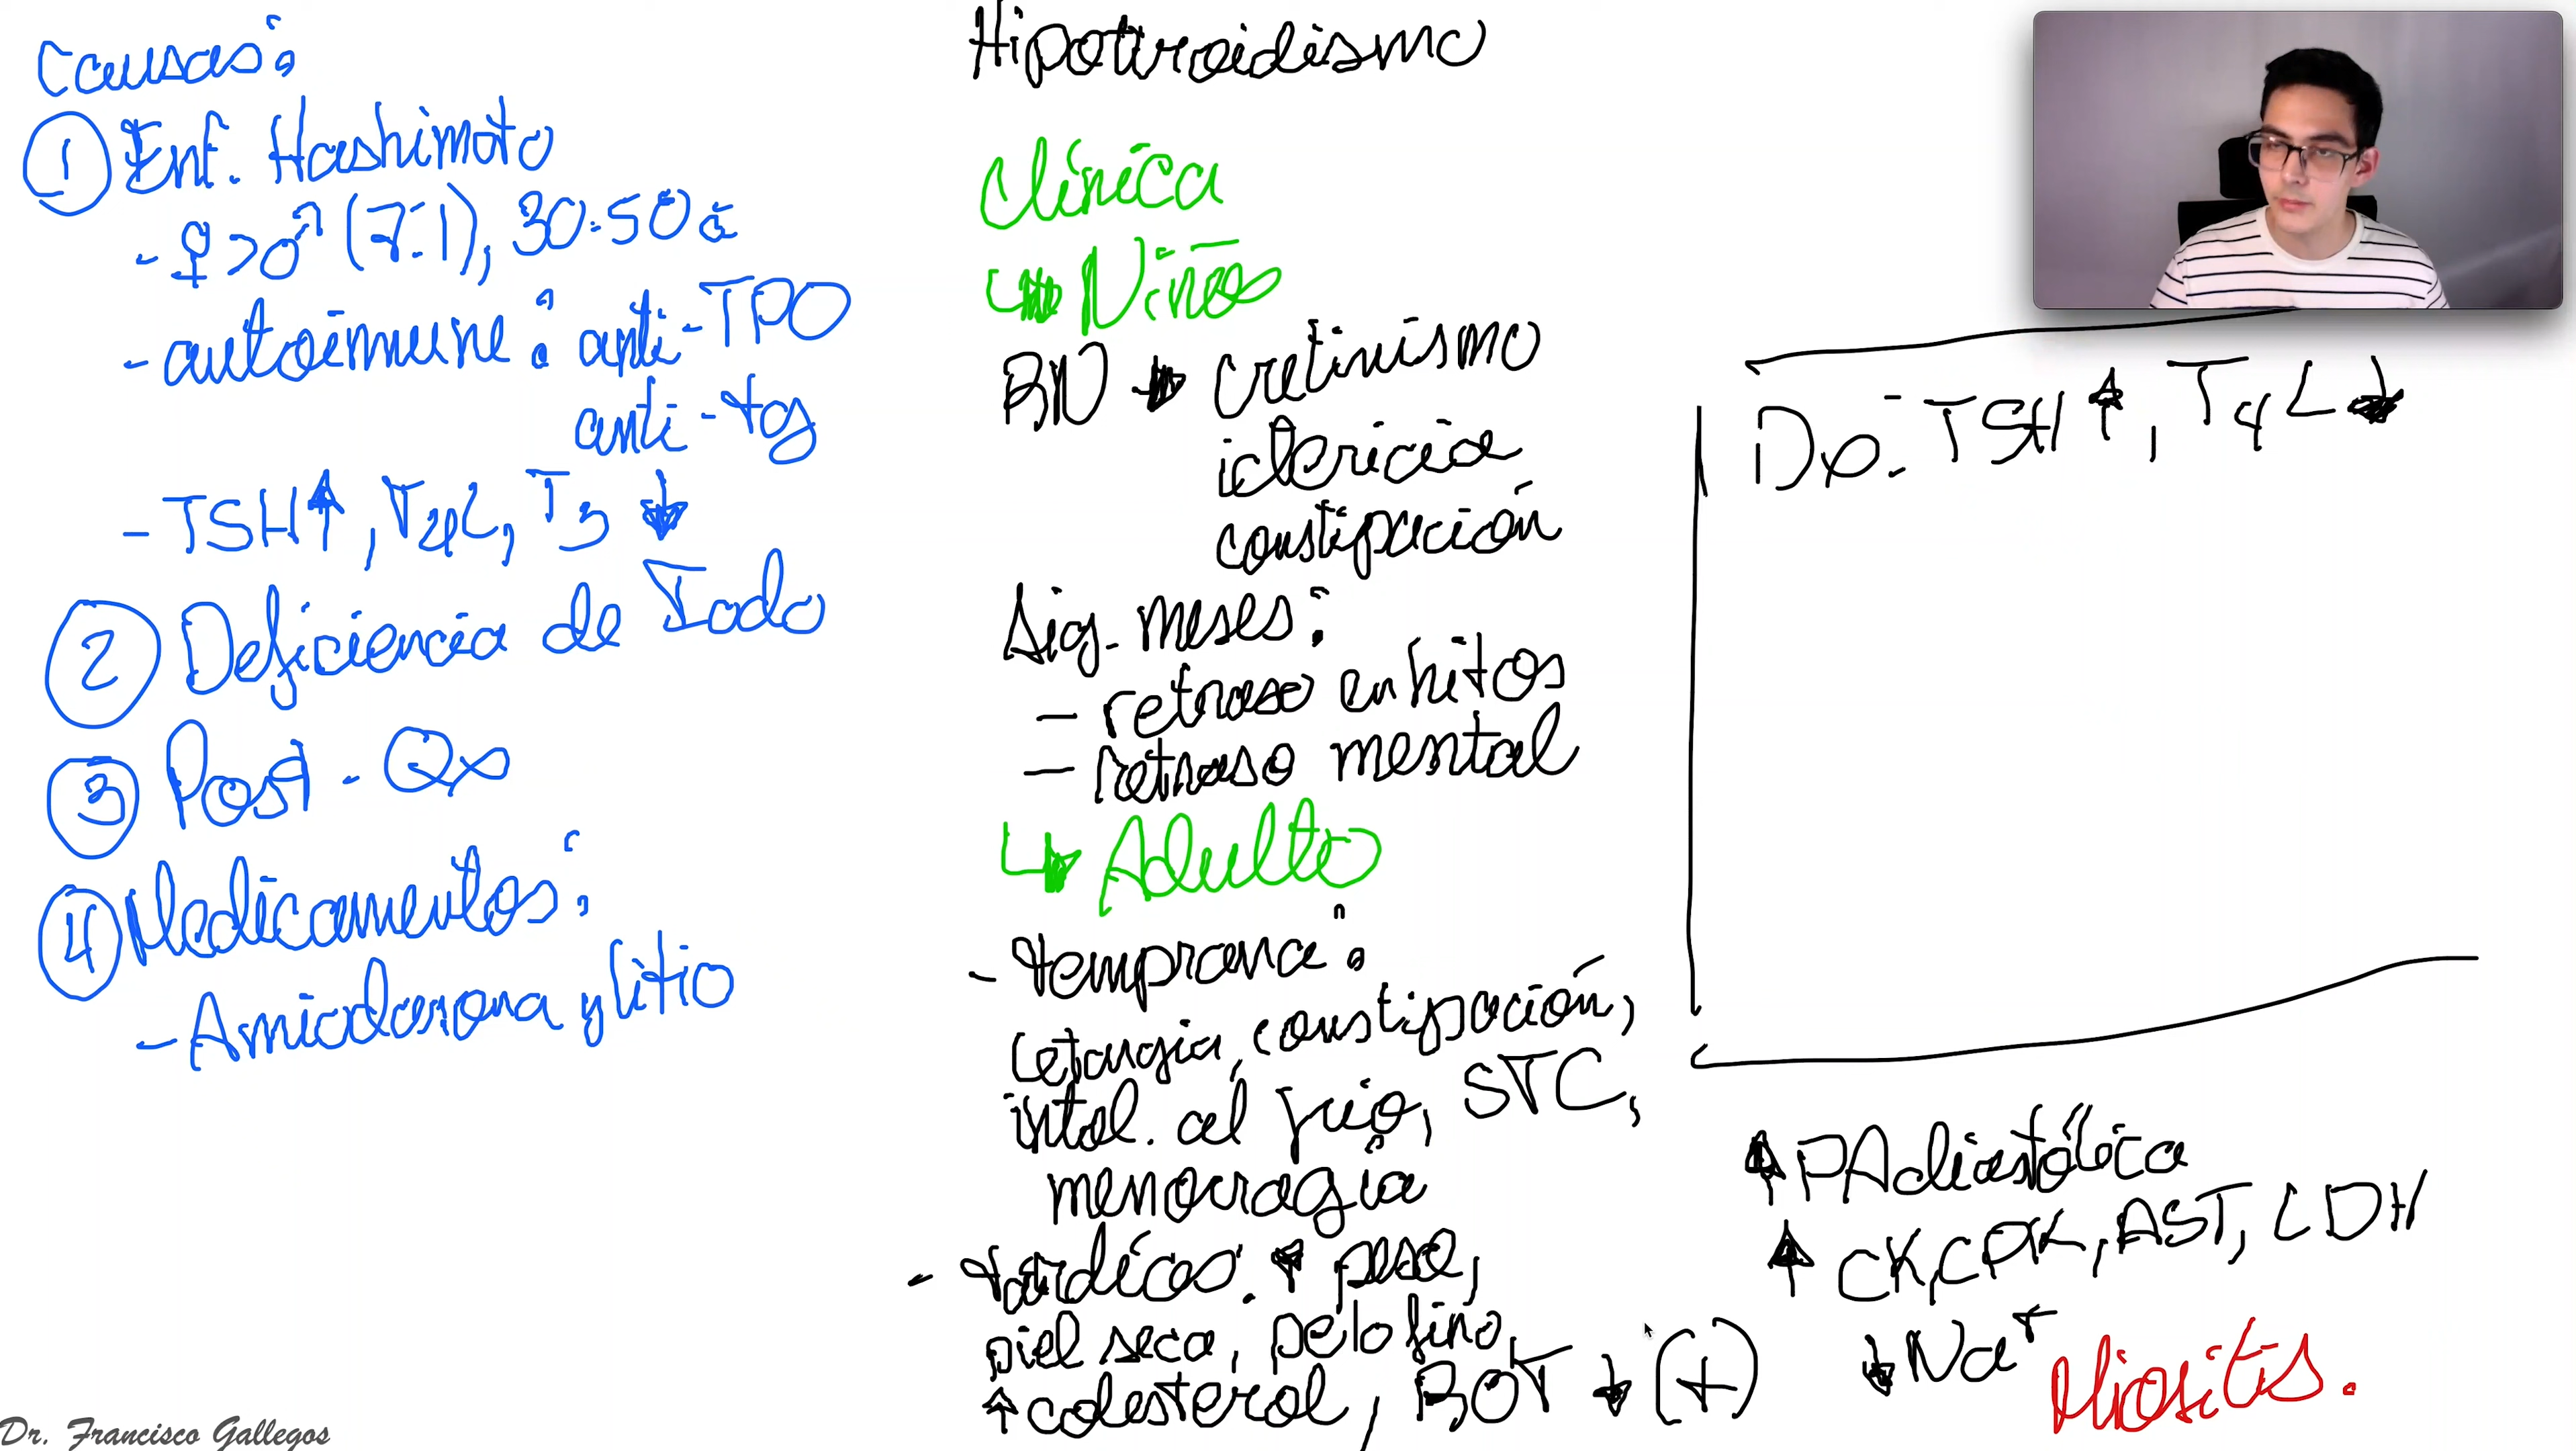 Causas:
① Enf. Hashimoto
- ♀ > ♂ (7:1), 30-50 a
- autoinmune: anti-TPO
anti-tg
- TSH ↑, T4L, T3 ↓
② Deficiencia de Iodo
③ Post-Qx
④ Medicamentos:
- Amiodarona y litio
Hipotiroidismo
Clínica
↳ Niños
RN → cretinismo
ictericia
constipación
Sig. meses:
- retraso en hitos
- retraso mental
↳ Adulto
- temprana:
letargia, constipación,
intol. al frío, STC,
menorragia
- tardíos: ↑ peso,
piel seca, pelo fino
↑ colesterol, ROT ↓ (+)
Dx: TSH ↑, T4L ↓
↑ PA diastólica
↑ CK, CPK, AST, LDH
↓ Na+
Miositis.
Dr. Francisco Gallegos